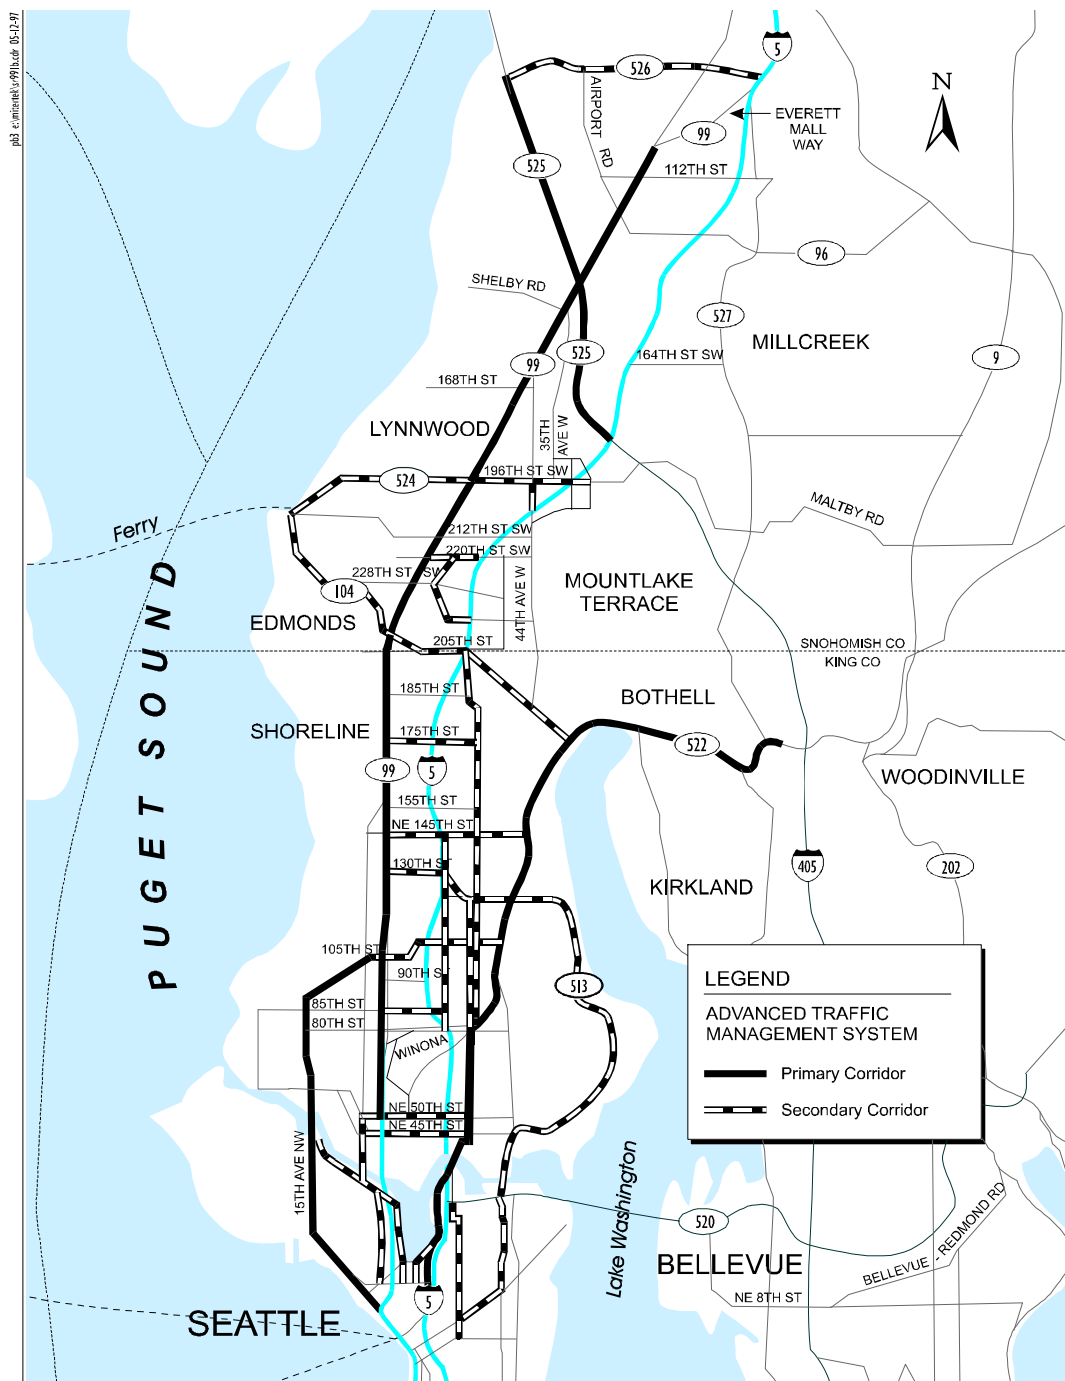 pb3 e:\mitretek\sr991b.cdr 05-12-97
5
526
N
AIRPORT RD
EVERETT
MALL
WAY
99
525
112TH ST
96
SHELBY RD
527
MILLCREEK
525
164TH ST SW
9
99
168TH ST
35TH
AVE W
LYNNWOOD
196TH ST SW
524
MALTBY RD
Ferry
212TH ST SW
220TH ST SW
228TH ST SW
44TH AVE W
MOUNTLAKE
TERRACE
104
EDMONDS
205TH ST
SNOHOMISH CO
KING CO
PUGET SOUND
185TH ST
BOTHELL
SHORELINE
175TH ST
522
99
5
WOODINVILLE
155TH ST
NE 145TH ST
130TH ST
405
202
KIRKLAND
105TH ST
90TH ST
513
85TH ST
80TH ST
WINONA
LEGEND
ADVANCED TRAFFIC
MANAGEMENT SYSTEM
Primary Corridor
Secondary Corridor
NE 50TH ST
NE 45TH ST
15TH AVE NW
Lake Washington
520
BELLEVUE
BELLEVUE - REDMOND RD
NE 8TH ST
5
SEATTLE